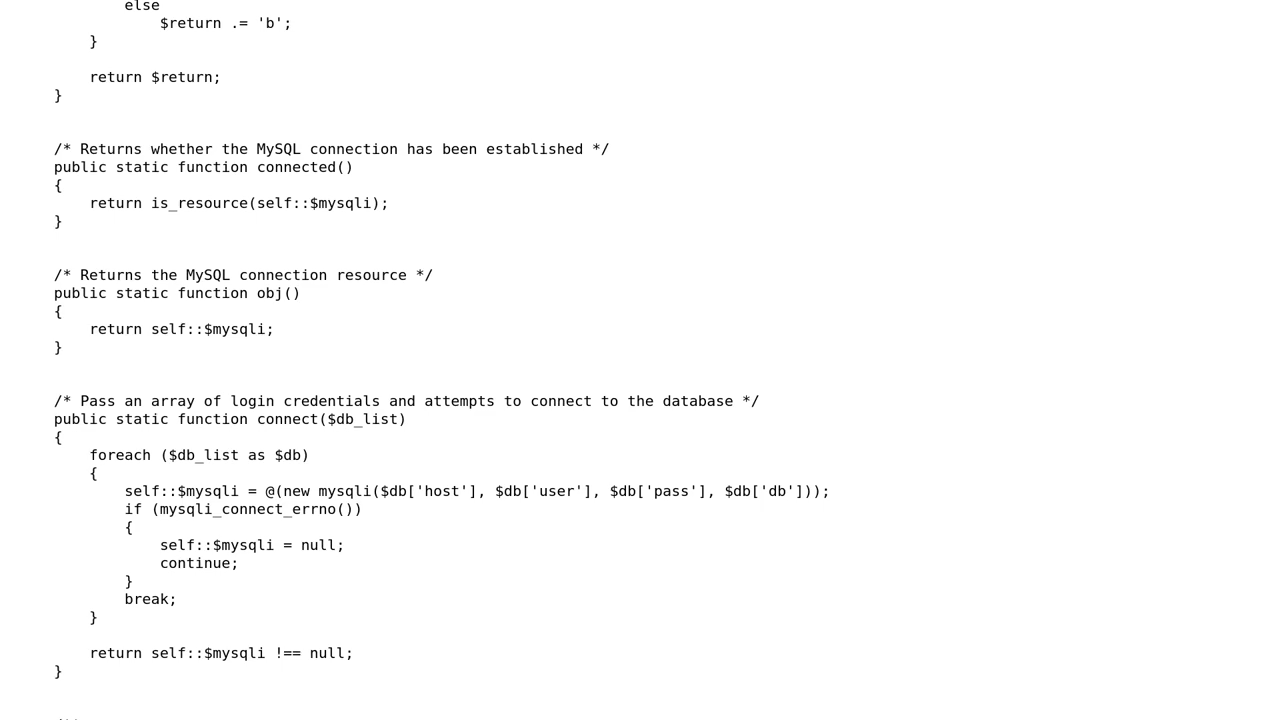 else
            $return .= 'b';
    }

    return $return;
}


/* Returns whether the MySQL connection has been established */
public static function connected()
{
    return is_resource(self::$mysqli);
}


/* Returns the MySQL connection resource */
public static function obj()
{
    return self::$mysqli;
}


/* Pass an array of login credentials and attempts to connect to the database */
public static function connect($db_list)
{
    foreach ($db_list as $db)
    {
        self::$mysqli = @(new mysqli($db['host'], $db['user'], $db['pass'], $db['db']));
        if (mysqli_connect_errno())
        {
            self::$mysqli = null;
            continue;
        }
        break;
    }

    return self::$mysqli !== null;
}